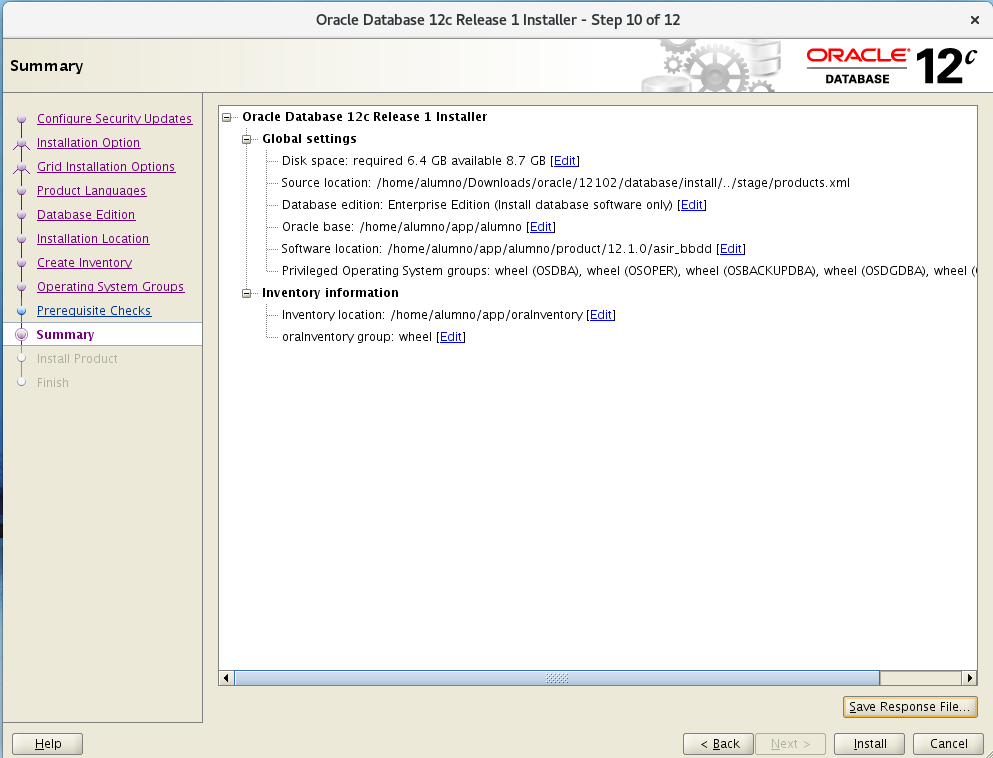 Oracle Database 12c Release 1 Installer - Step 10 of 12
Summary
ORACLE
DATABASE
12c
Configure Security Updates
Installation Option
Grid Installation Options
Product Languages
Database Edition
Installation Location
Create Inventory
Operating System Groups
Prerequisite Checks
Summary
Install Product
Finish
Oracle Database 12c Release 1 Installer
Global settings
Disk space: required 6.4 GB available 8.7 GB [Edit]
Source location: /home/alumno/Downloads/oracle/12102/database/install/../stage/products.xml
Database edition: Enterprise Edition (Install database software only) [Edit]
Oracle base: /home/alumno/app/alumno [Edit]
Software location: /home/alumno/app/alumno/product/12.1.0/asir_bbdd [Edit]
Privileged Operating System groups: wheel (OSDBA), wheel (OSOPER), wheel (OSBACKUPDBA), wheel (OSDGDBA), wheel (
Inventory information
Inventory location: /home/alumno/app/oraInventory [Edit]
oraInventory group: wheel [Edit]
Save Response File...
Help
< Back
Next >
Install
Cancel